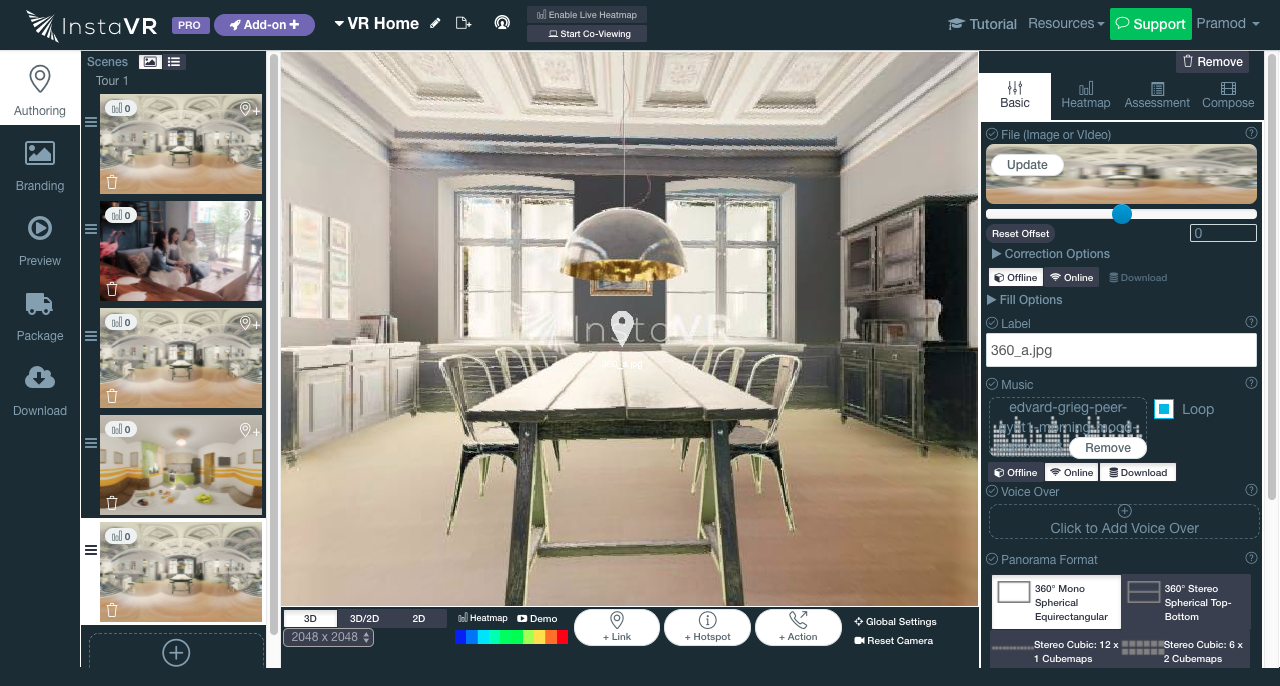 InstaVR PRO Add-on + VR Home Enable Live Heatmap Start Co-Viewing Tutorial Resources Support Pramod
Authoring
Branding
Preview
Package
Download
Scenes
Tour 1
0
0
0
0
0
InstaVR
3D 3D/2D 2D
2048 x 2048
Heatmap Demo
+ Link
+ Hotspot
+ Action
Global Settings
Reset Camera
Remove
Basic Heatmap Assessment Compose
File (Image or VIdeo)
Update
Reset Offset 0
Correction Options
Offline Online Download
Fill Options
Label
360_a.jpg
Music
edvard-grieg-peer-
Loop
Remove
Offline Online Download
Voice Over
Click to Add Voice Over
Panorama Format
360° Mono
Spherical
Equirectangular
360° Stereo
Spherical Top-
Bottom
Stereo Cubic: 12 x
1 Cubemaps
Stereo Cubic: 6 x
2 Cubemaps